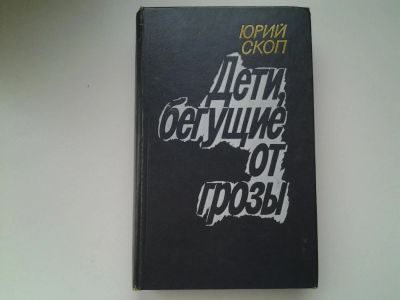 ЮРИЙ
СКОП
Дети,
бегущие
от
грозы